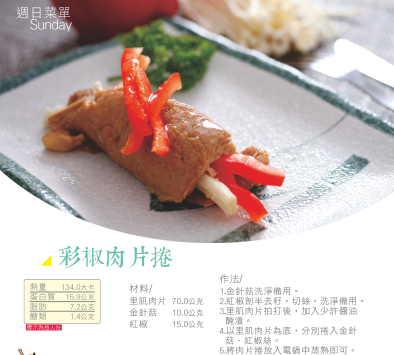 週日菜單
Sunday
彩椒肉片捲
熱量 134.0大卡
蛋白質 15.9公克
脂肪 7.2公克
醣類 1.4公克
材料/
里肌肉片 70.0公克
金針菇 10.0公克
紅椒 15.0公克
作法/
1.金針菇洗淨備用。
2.紅椒剖半去籽，切絲，洗淨備用。
3.里肌肉片拍打後，加入少許醬油
醃漬。
4.以里肌肉片為底，分別捲入金針
菇、紅椒絲。
5.將肉片捲放入電鍋中蒸熟即可。